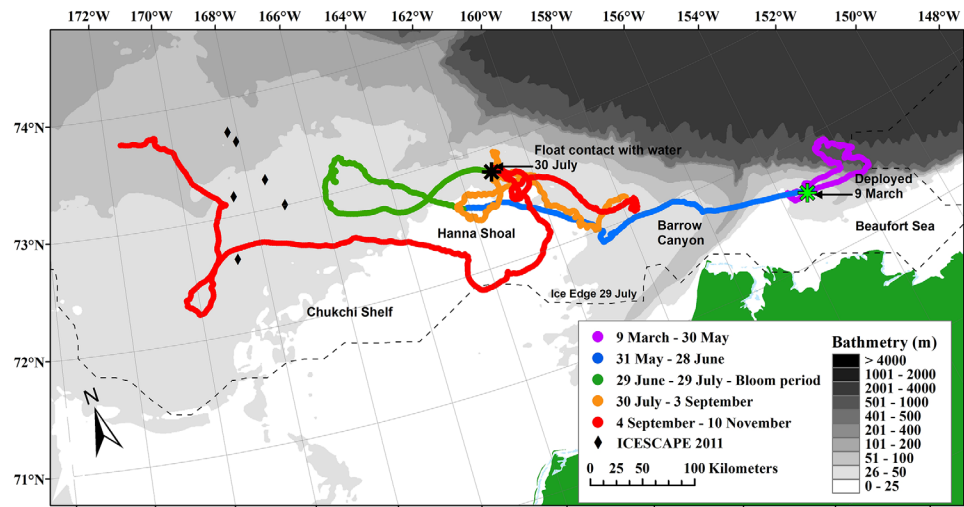 172°W 170°W 168°W 166°W 164°W 162°W 160°W 158°W 156°W 154°W 152°W 150°W 148°W
74°N
73°N
72°N
71°N
Float contact with water
30 July
Deployed
9 March
Hanna Shoal
Barrow
Canyon
Beaufort Sea
Ice Edge 29 July
Chukchi Shelf
N
9 March - 30 May
31 May - 28 June
29 June - 29 July - Bloom period
30 July - 3 September
4 September - 10 November
ICESCAPE 2011
0 25 50 100 Kilometers
Bathmetry (m)
> 4000
1001 - 2000
2001 - 4000
501 - 1000
401 - 500
201 - 400
101 - 200
51 - 100
26 - 50
0 - 25